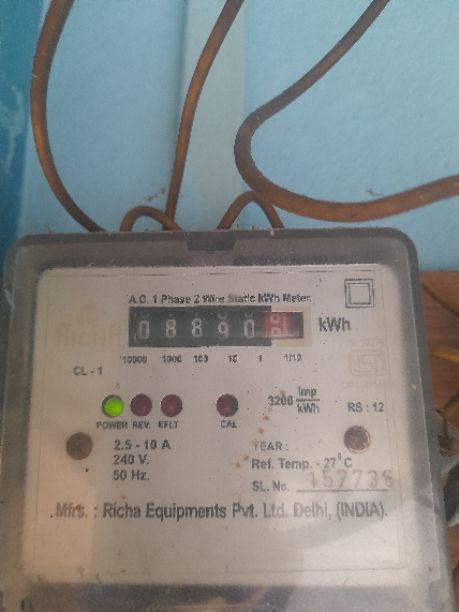 A.C. 1 Phase 2 Wire Static kWh Meter.
08890
kWh
10000 1000 100 10 1 1/10
CL - 1
3200 Imp/kWh
RS : 12
POWER REV. EFLT CAL
2.5 - 10 A
240 V.
50 Hz.
YEAR :
Ref. Temp. - 27°C
SL. No. 157736
Mfrs. : Richa Equipments Pvt. Ltd. Delhi, (INDIA).